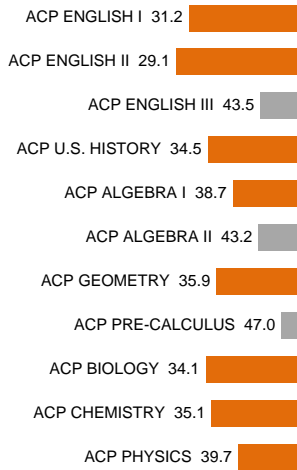 ACP ENGLISH I 31.2
ACP ENGLISH II 29.1
ACP ENGLISH III 43.5
ACP U.S. HISTORY 34.5
ACP ALGEBRA I 38.7
ACP ALGEBRA II 43.2
ACP GEOMETRY 35.9
ACP PRE-CALCULUS 47.0
ACP BIOLOGY 34.1
ACP CHEMISTRY 35.1
ACP PHYSICS 39.7